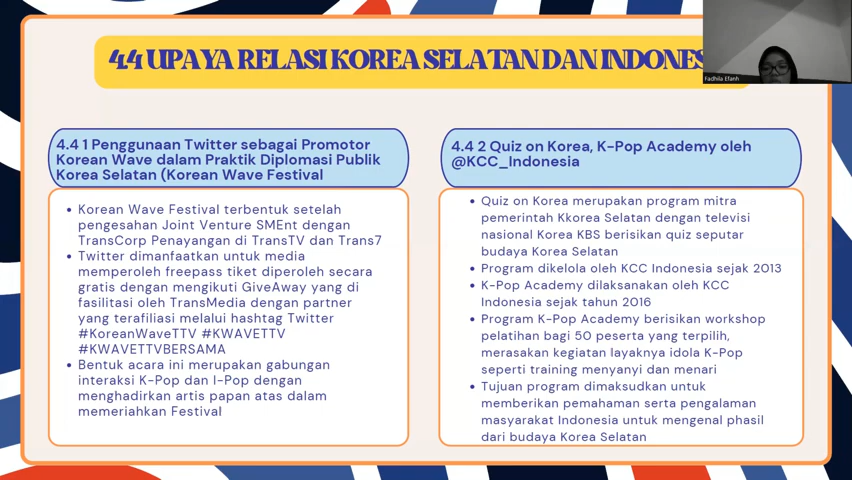 4.4 UPAYA RELASI KOREA SELATAN DAN INDONES
Fadhila Efanh
4.4 1 Penggunaan Twitter sebagai Promotor
Korean Wave dalam Praktik Diplomasi Publik
Korea Selatan (Korean Wave Festival
Korean Wave Festival terbentuk setelah
pengesahan Joint Venture SMEnt dengan
TransCorp Penayangan di TransTV dan Trans7
Twitter dimanfaatkan untuk media
memperoleh freepass tiket diperoleh secara
gratis dengan mengikuti GiveAway yang di
fasilitasi oleh TransMedia dengan partner
yang terafiliasi melalui hashtag Twitter
#KoreanWaveTTV #KWAVETTV
#KWAVETTVBERSAMA
Bentuk acara ini merupakan gabungan
interaksi K-Pop dan I-Pop dengan
menghadirkan artis papan atas dalam
memeriahkan Festival
4.4 2 Quiz on Korea, K-Pop Academy oleh
@KCC_Indonesia
Quiz on Korea merupakan program mitra
pemerintah Kkorea Selatan dengan televisi
nasional Korea KBS berisikan quiz seputar
budaya Korea Selatan
Program dikelola oleh KCC Indonesia sejak 2013
K-Pop Academy dilaksanakan oleh KCC
Indonesia sejak tahun 2016
Program K-Pop Academy berisikan workshop
pelatihan bagi 50 peserta yang terpilih,
merasakan kegiatan layaknya idola K-Pop
seperti training menyanyi dan menari
Tujuan program dimaksudkan untuk
memberikan pemahaman serta pengalaman
masyarakat Indonesia untuk mengenal phasil
dari budaya Korea Selatan